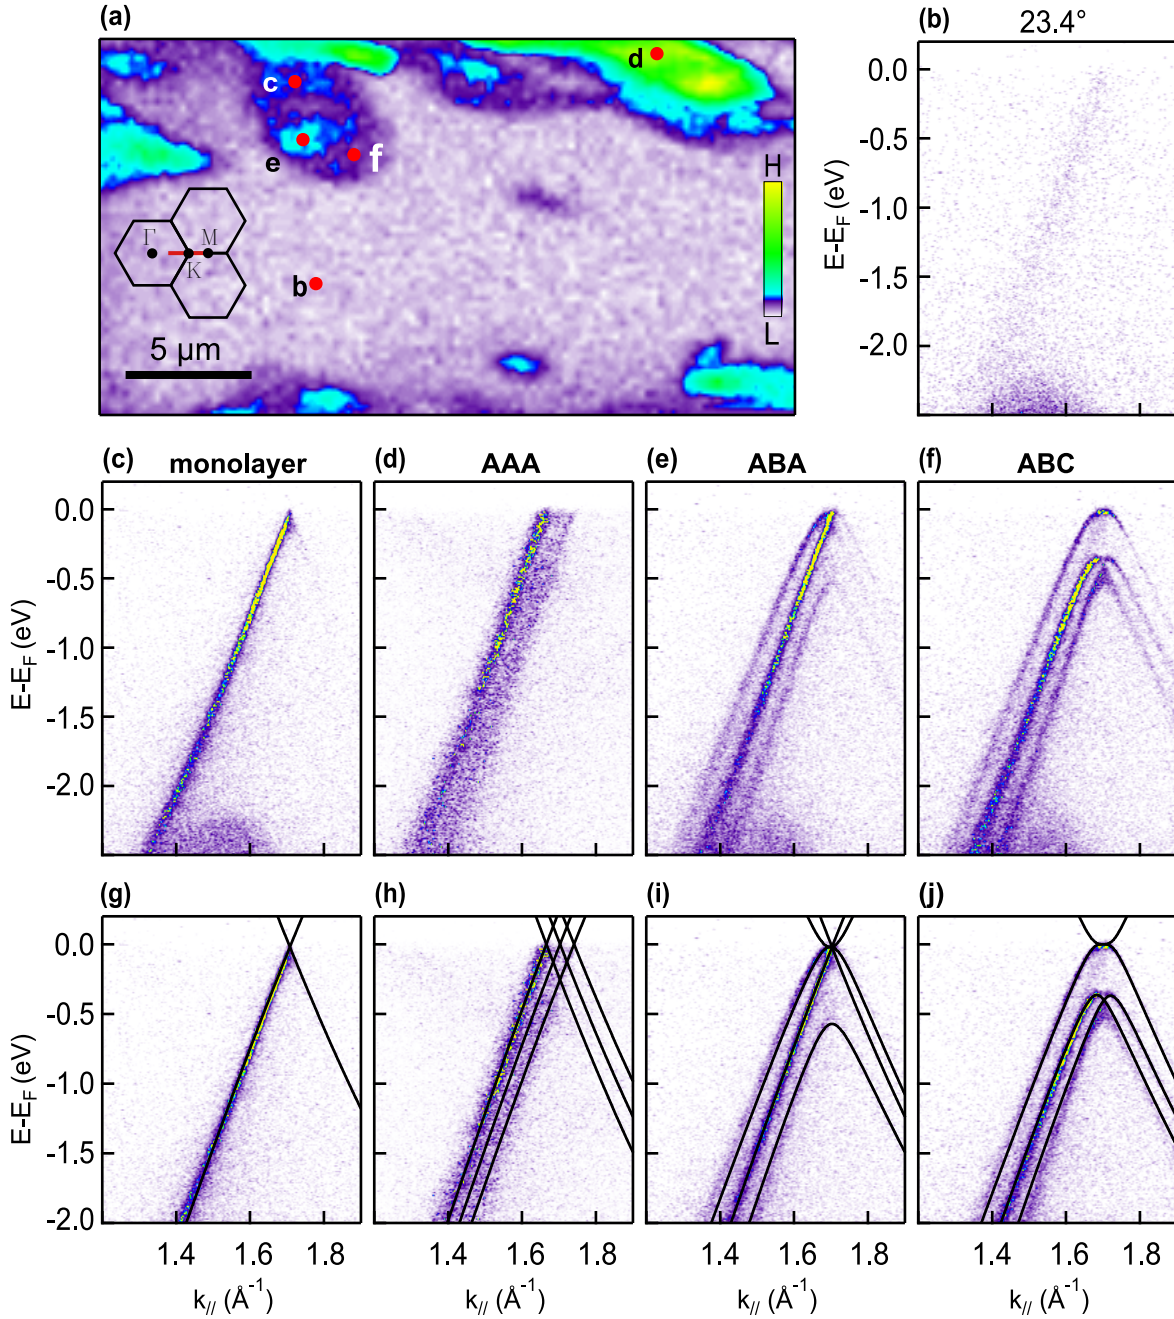 (a)
c
d
e
f
b
H
L
Γ
M
K
5 μm
(b)
23.4°
E-E_F (eV)
0.0
-0.5
-1.0
-1.5
-2.0
(c) monolayer
(d) AAA
(e) ABA
(f) ABC
E-E_F (eV)
0.0
-0.5
-1.0
-1.5
-2.0
(g)
(h)
(i)
(j)
E-E_F (eV)
0.0
-0.5
-1.0
-1.5
-2.0
1.4 1.6 1.8
1.4 1.6 1.8
1.4 1.6 1.8
1.4 1.6 1.8
k_// (Å⁻¹)
k_// (Å⁻¹)
k_// (Å⁻¹)
k_// (Å⁻¹)